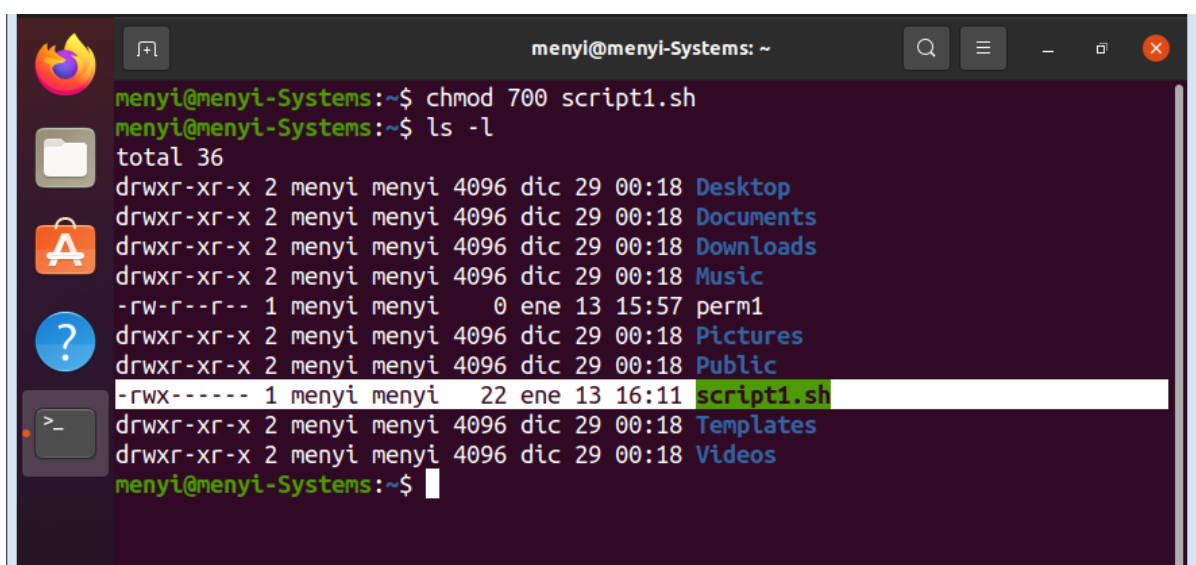 menyi@menyi-Systems: ~
menyi@menyi-Systems:~$ chmod 700 script1.sh
menyi@menyi-Systems:~$ ls -l
total 36
drwxr-xr-x 2 menyi menyi 4096 dic 29 00:18 Desktop
drwxr-xr-x 2 menyi menyi 4096 dic 29 00:18 Documents
drwxr-xr-x 2 menyi menyi 4096 dic 29 00:18 Downloads
drwxr-xr-x 2 menyi menyi 4096 dic 29 00:18 Music
-rw-r--r-- 1 menyi menyi    0 ene 13 15:57 perm1
drwxr-xr-x 2 menyi menyi 4096 dic 29 00:18 Pictures
drwxr-xr-x 2 menyi menyi 4096 dic 29 00:18 Public
-rwx------ 1 menyi menyi   22 ene 13 16:11 script1.sh
drwxr-xr-x 2 menyi menyi 4096 dic 29 00:18 Templates
drwxr-xr-x 2 menyi menyi 4096 dic 29 00:18 Videos
menyi@menyi-Systems:~$